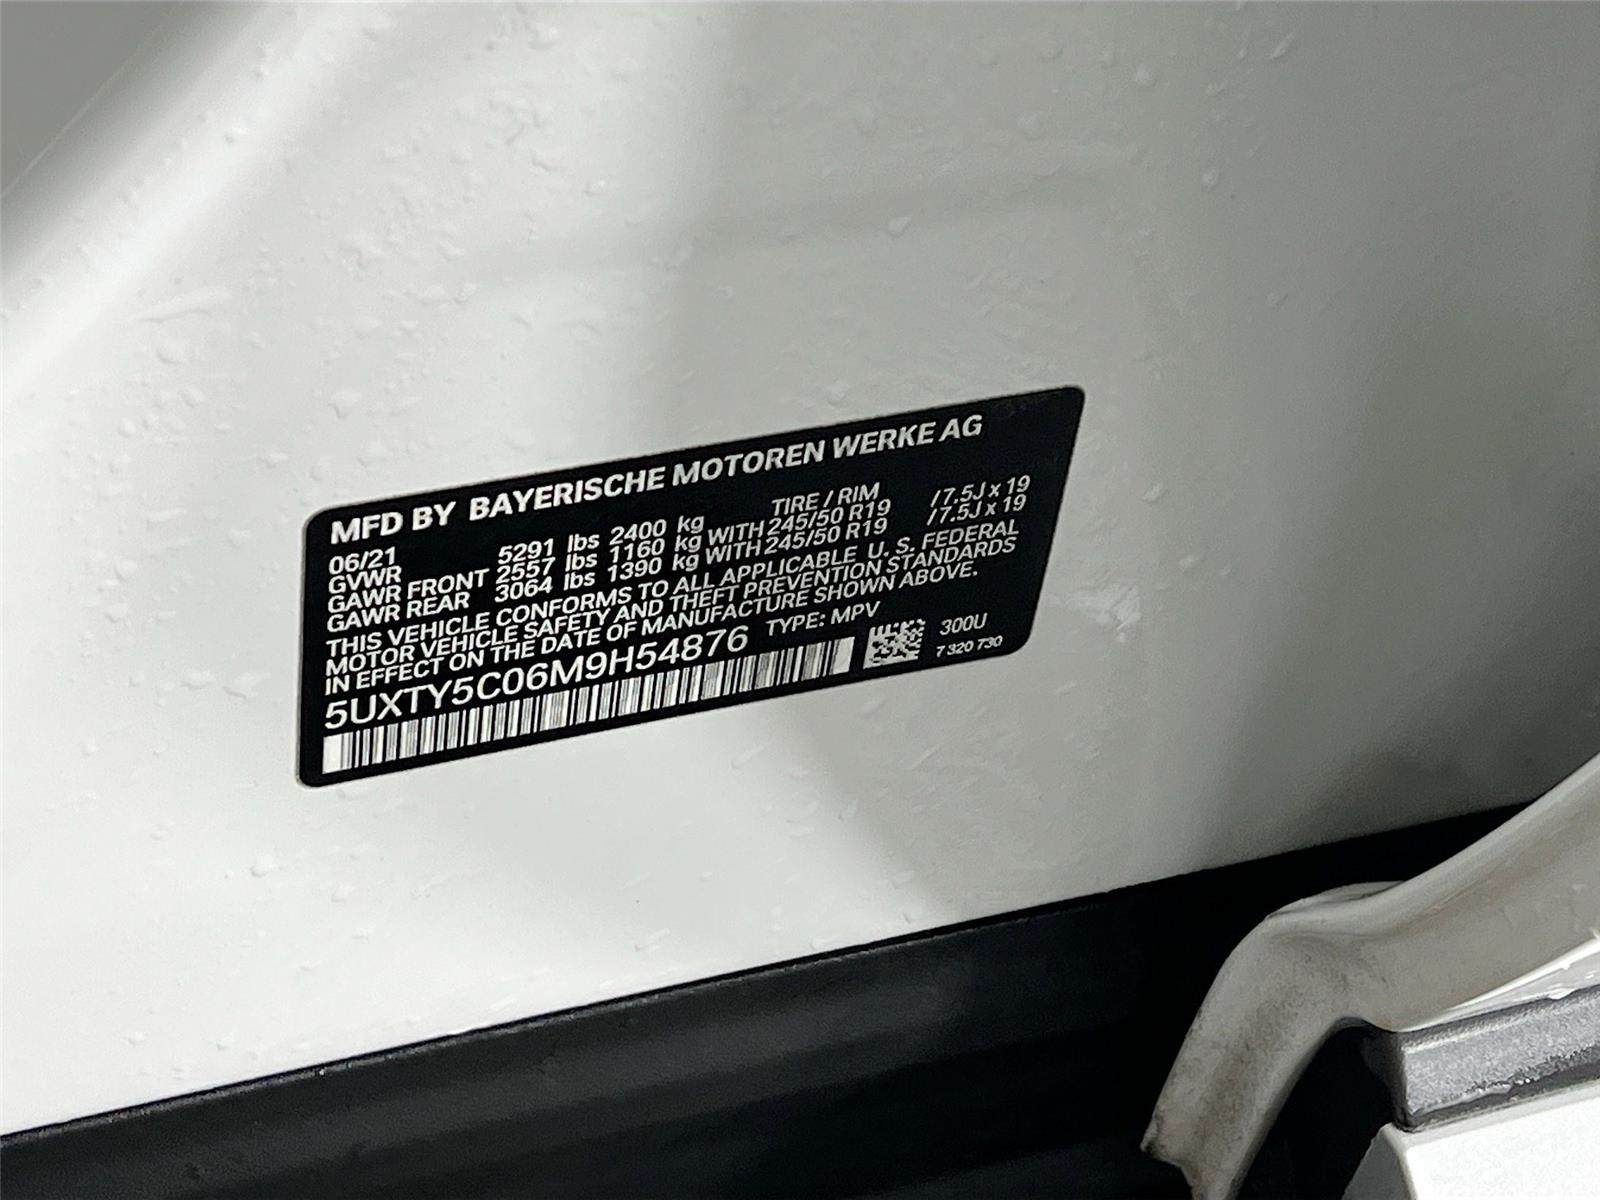 MFD BY BAYERISCHE MOTOREN WERKE AG
06/21 TIRE / RIM
GVWR 5291 lbs 2400 kg
GAWR FRONT 2557 lbs 1160 kg WITH 245/50 R19 / 7.5J x 19
GAWR REAR 3064 lbs 1390 kg WITH 245/50 R19 / 7.5J x 19
THIS VEHICLE CONFORMS TO ALL APPLICABLE U. S. FEDERAL
MOTOR VEHICLE SAFETY AND THEFT PREVENTION STANDARDS
IN EFFECT ON THE DATE OF MANUFACTURE SHOWN ABOVE.
5UXTY5C06M9H54876 TYPE: MPV
300U
7 320 730